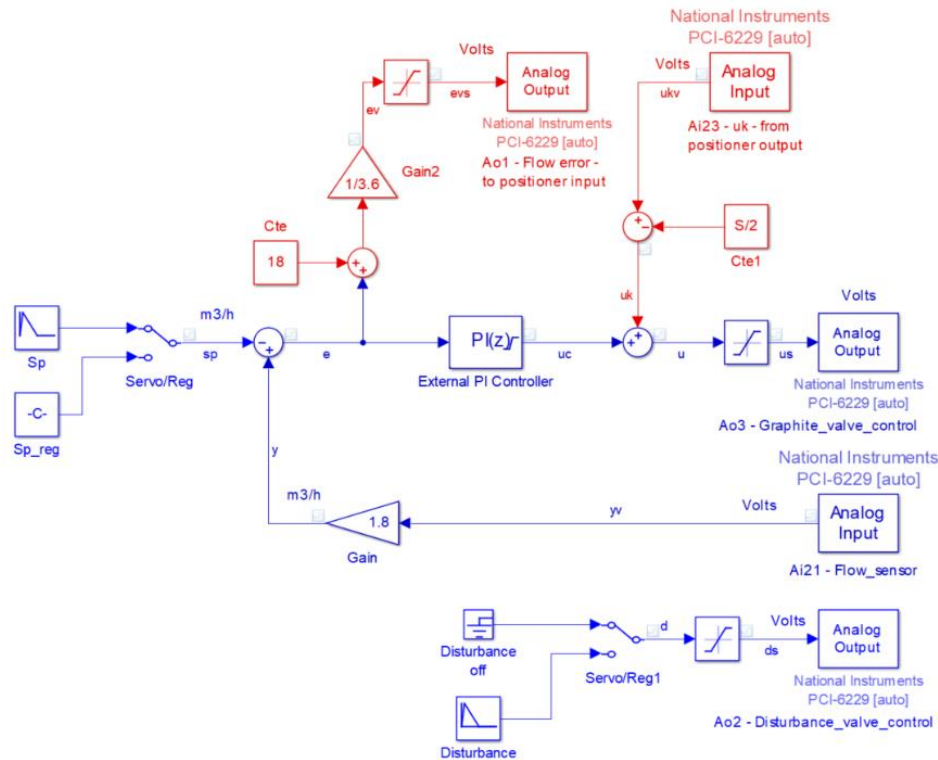 National Instruments
PCI-6229 [auto]
Volts
Analog
Output
evs
ev
National Instruments
PCI-6229 [auto]
Ao1 - Flow error -
to positioner input
Volts
ukv
Analog
Input
Ai23 - uk - from
positioner output
1/3.6
Gain2
Cte
18
+
+
+
-
S/2
Cte1
uk
m3/h
Sp
sp
-
+
e
PI(z)
External PI Controller
uc
+
+
u
us
Volts
Analog
Output
National Instruments
PCI-6229 [auto]
Ao3 - Graphite_valve_control
Servo/Reg
-C-
Sp_reg
y
m3/h
1.8
Gain
yv
Volts
National Instruments
PCI-6229 [auto]
Analog
Input
Ai21 - Flow_sensor
Disturbance
off
Servo/Reg1
d
ds
Volts
Analog
Output
National Instruments
PCI-6229 [auto]
Ao2 - Disturbance_valve_control
Disturbance